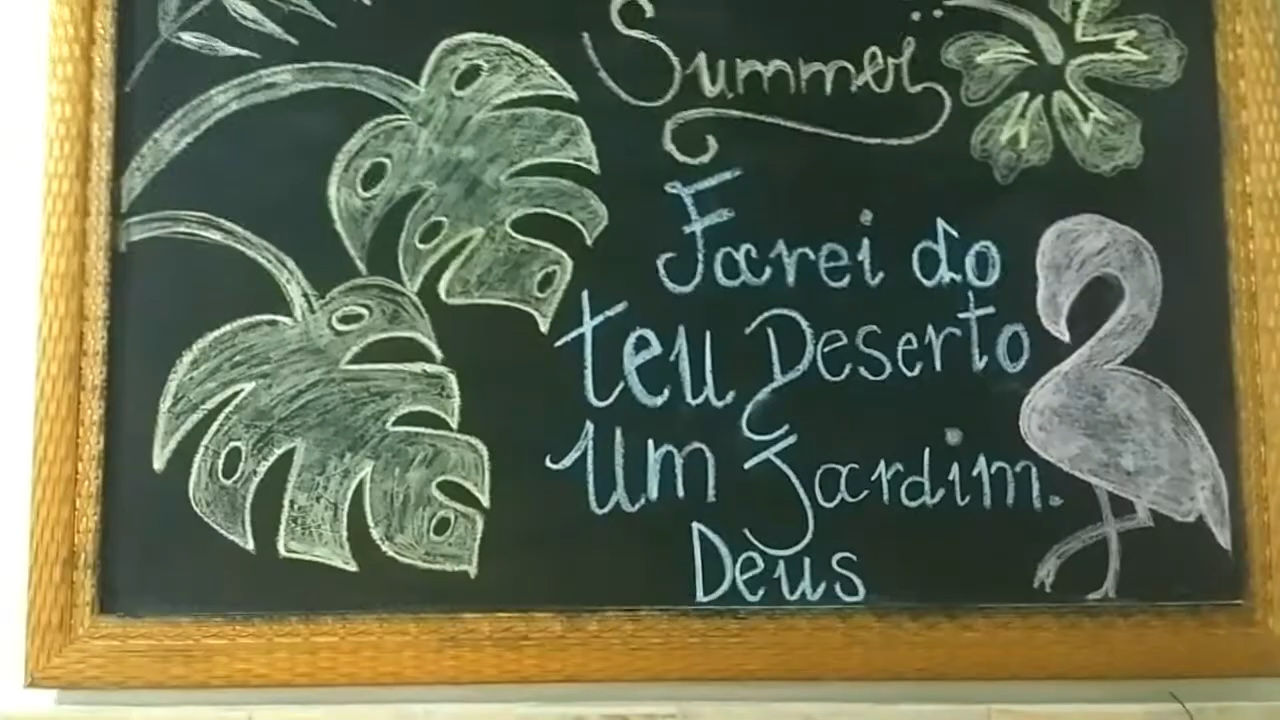 Summer
Farei do
teu Deserto
Um Jardim.
Deus